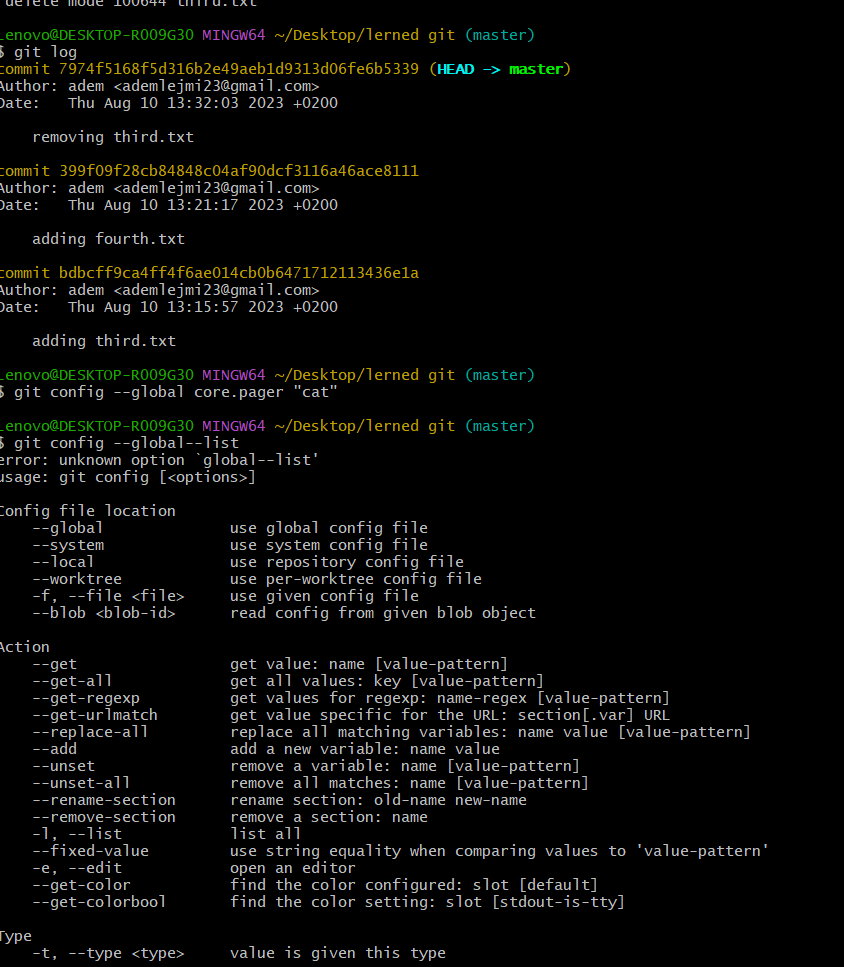 delete mode 100644 third.txt
Lenovo@DESKTOP-R0O9G3O MINGW64 ~/Desktop/lerned git (master)
$ git log
commit 7974f5168f5d316b2e49aeb1d9313d06fe6b5339 (HEAD -> master)
Author: adem <ademlejmi23@gmail.com>
Date:   Thu Aug 10 13:32:03 2023 +0200
    removing third.txt
commit 399f09f28cb84848c04af90dcf3116a46ace8111
Author: adem <ademlejmi23@gmail.com>
Date:   Thu Aug 10 13:21:17 2023 +0200
    adding fourth.txt
commit bdbcff9ca4ff4f6ae014cb0b6471712113436e1a
Author: adem <ademlejmi23@gmail.com>
Date:   Thu Aug 10 13:15:57 2023 +0200
    adding third.txt
Lenovo@DESKTOP-R0O9G3O MINGW64 ~/Desktop/lerned git (master)
$ git config --global core.pager "cat"
Lenovo@DESKTOP-R0O9G3O MINGW64 ~/Desktop/lerned git (master)
$ git config --global--list
error: unknown option `global--list'
usage: git config [<options>]
Config file location
    --global              use global config file
    --system              use system config file
    --local               use repository config file
    --worktree            use per-worktree config file
    -f, --file <file>     use given config file
    --blob <blob-id>      read config from given blob object
Action
    --get                 get value: name [value-pattern]
    --get-all             get all values: key [value-pattern]
    --get-regexp          get values for regexp: name-regex [value-pattern]
    --get-urlmatch        get value specific for the URL: section[.var] URL
    --replace-all         replace all matching variables: name value [value-pattern]
    --add                 add a new variable: name value
    --unset               remove a variable: name [value-pattern]
    --unset-all           remove all matches: name [value-pattern]
    --rename-section      rename section: old-name new-name
    --remove-section      remove a section: name
    -l, --list            list all
    --fixed-value         use string equality when comparing values to 'value-pattern'
    -e, --edit            open an editor
    --get-color           find the color configured: slot [default]
    --get-colorbool       find the color setting: slot [stdout-is-tty]
Type
    -t, --type <type>     value is given this type